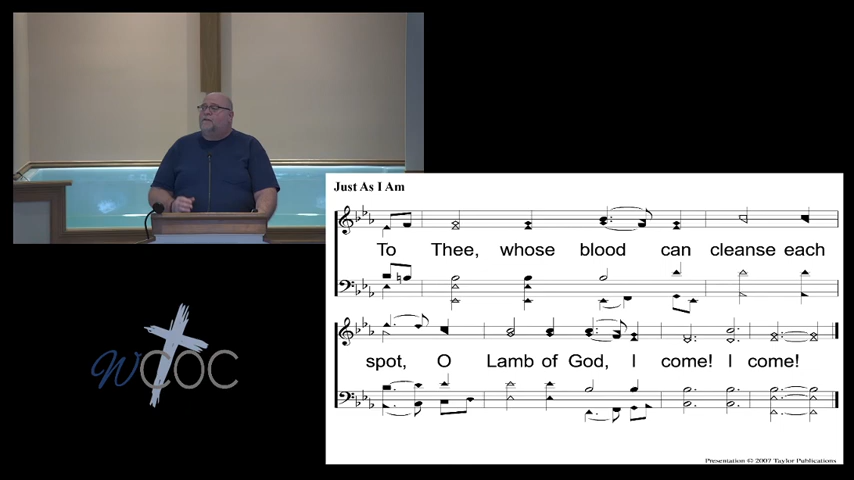 Just As I Am
To Thee, whose blood can cleanse each
spot, O Lamb of God, I come! I come!
Presentation © 2007 Taylor Publications
WCOC